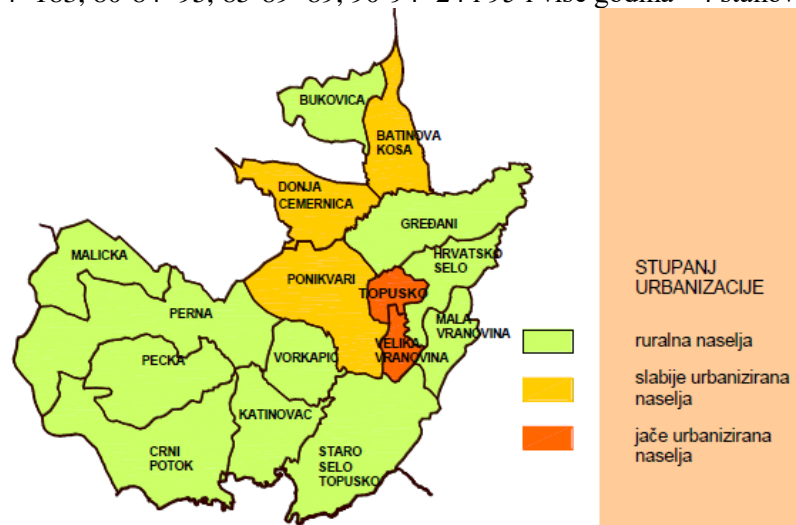 BUKOVICA
BATINOVA
KOSA
DONJA
CEMERNICA
GREĐANI
MALICKA
HRVATSKO
SELO
PONIKVARI
TOPUSKO
PERNA
MALA
VRANOVINA
VELIKA
VRANOVINA
PECKA
VORKAPIĆ
KATINOVAC
CRNI
POTOK
STARO
SELO
TOPUSKO
STUPANJ
URBANIZACIJE
ruralna naselja
slabije urbanizirana
naselja
jače urbanizirana
naselja